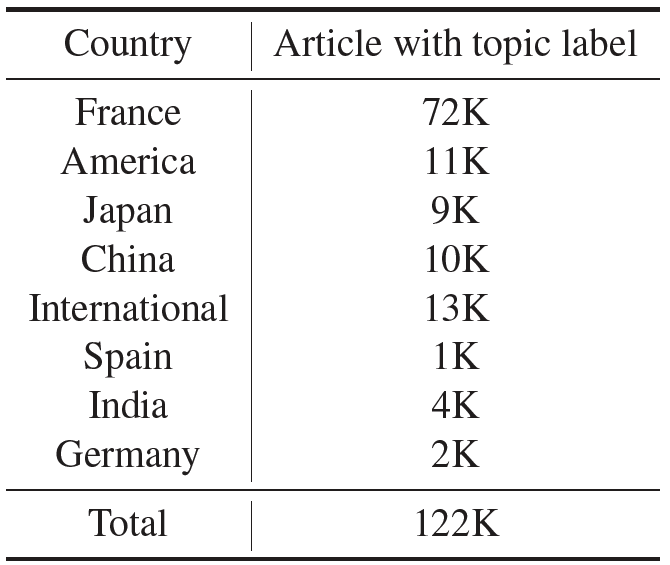 Country Article with topic label
France 72K
America 11K
Japan 9K
China 10K
International 13K
Spain 1K
India 4K
Germany 2K
Total 122K